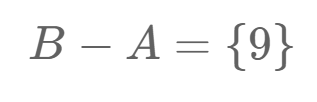 B − A = {9}